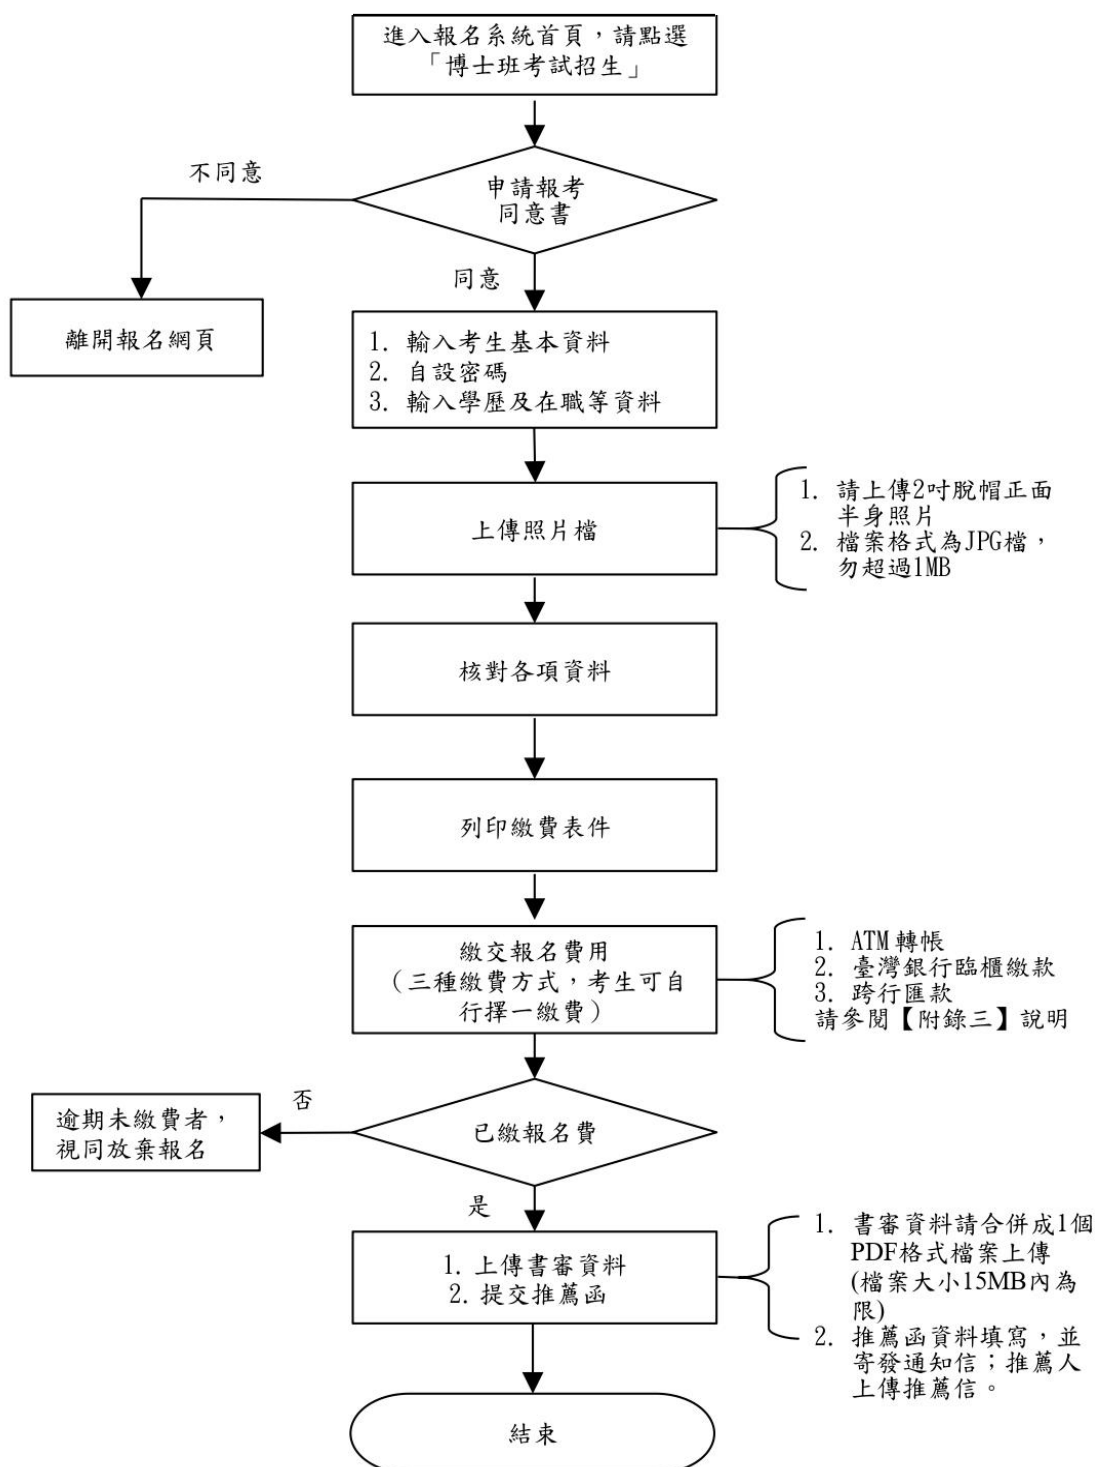 進入報名系統首頁，請點選
「博士班考試招生」
不同意
申請報考
同意書
同意
離開報名網頁
1. 輸入考生基本資料
2. 自設密碼
3. 輸入學歷及在職等資料
上傳照片檔
1. 請上傳2吋脫帽正面
半身照片
2. 檔案格式為JPG檔，
勿超過1MB
核對各項資料
列印繳費表件
繳交報名費用
（三種繳費方式，考生可自
行擇一繳費）
1. ATM 轉帳
2. 臺灣銀行臨櫃繳款
3. 跨行匯款
請參閱【附錄三】說明
否
逾期未繳費者，
視同放棄報名
已繳報名費
是
1. 上傳書審資料
2. 提交推薦函
1. 書審資料請合併成1個
PDF格式檔案上傳
(檔案大小15MB內為
限)
2. 推薦函資料填寫，並
寄發通知信；推薦人
上傳推薦信。
結束